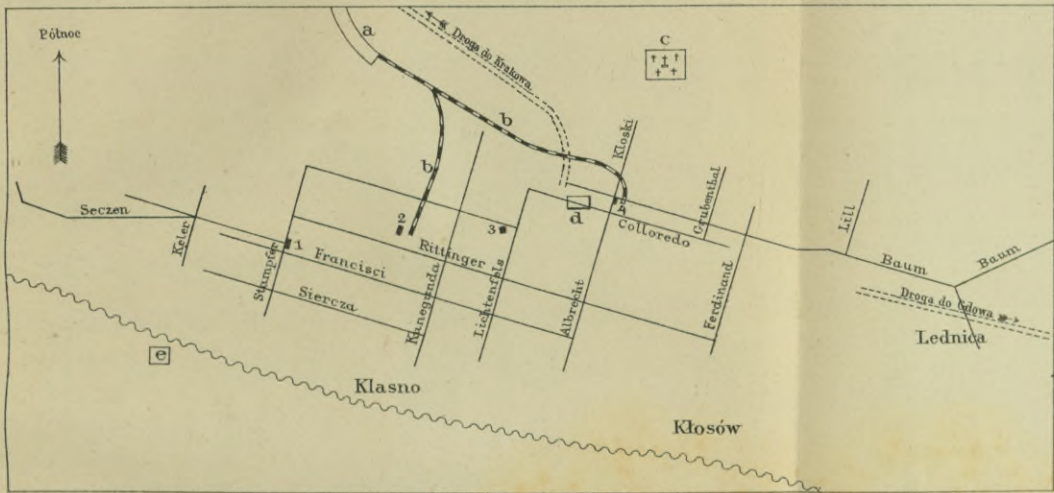 Północ
a
Droga do Krakowa
c
b
b
Kloski
Grubenthal
Lill
Seczen
Keler
1
2
3
4
d
Colloredo
Stampfer
Francisci
Rittinger
Siercza
Kunegunda
Lichtenfels
Albrecht
Ferdinand
Baum
Baum
Droga do Gdowa
Lednica
e
Klasno
Kłosów